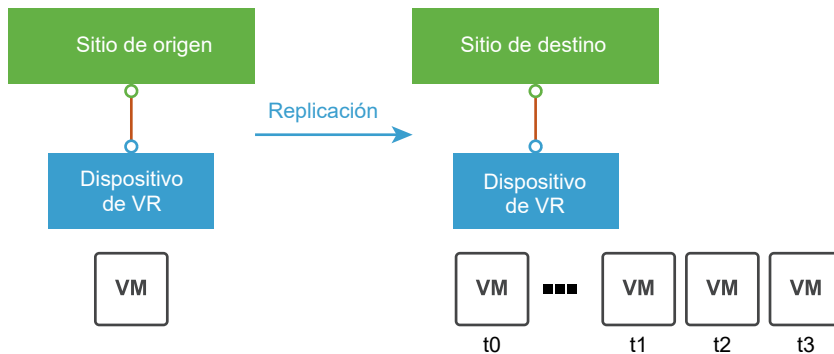 Sitio de origen
Sitio de destino
Replicación
Dispositivo
de VR
Dispositivo
de VR
VM
VM
VM
VM
VM
t0
t1
t2
t3